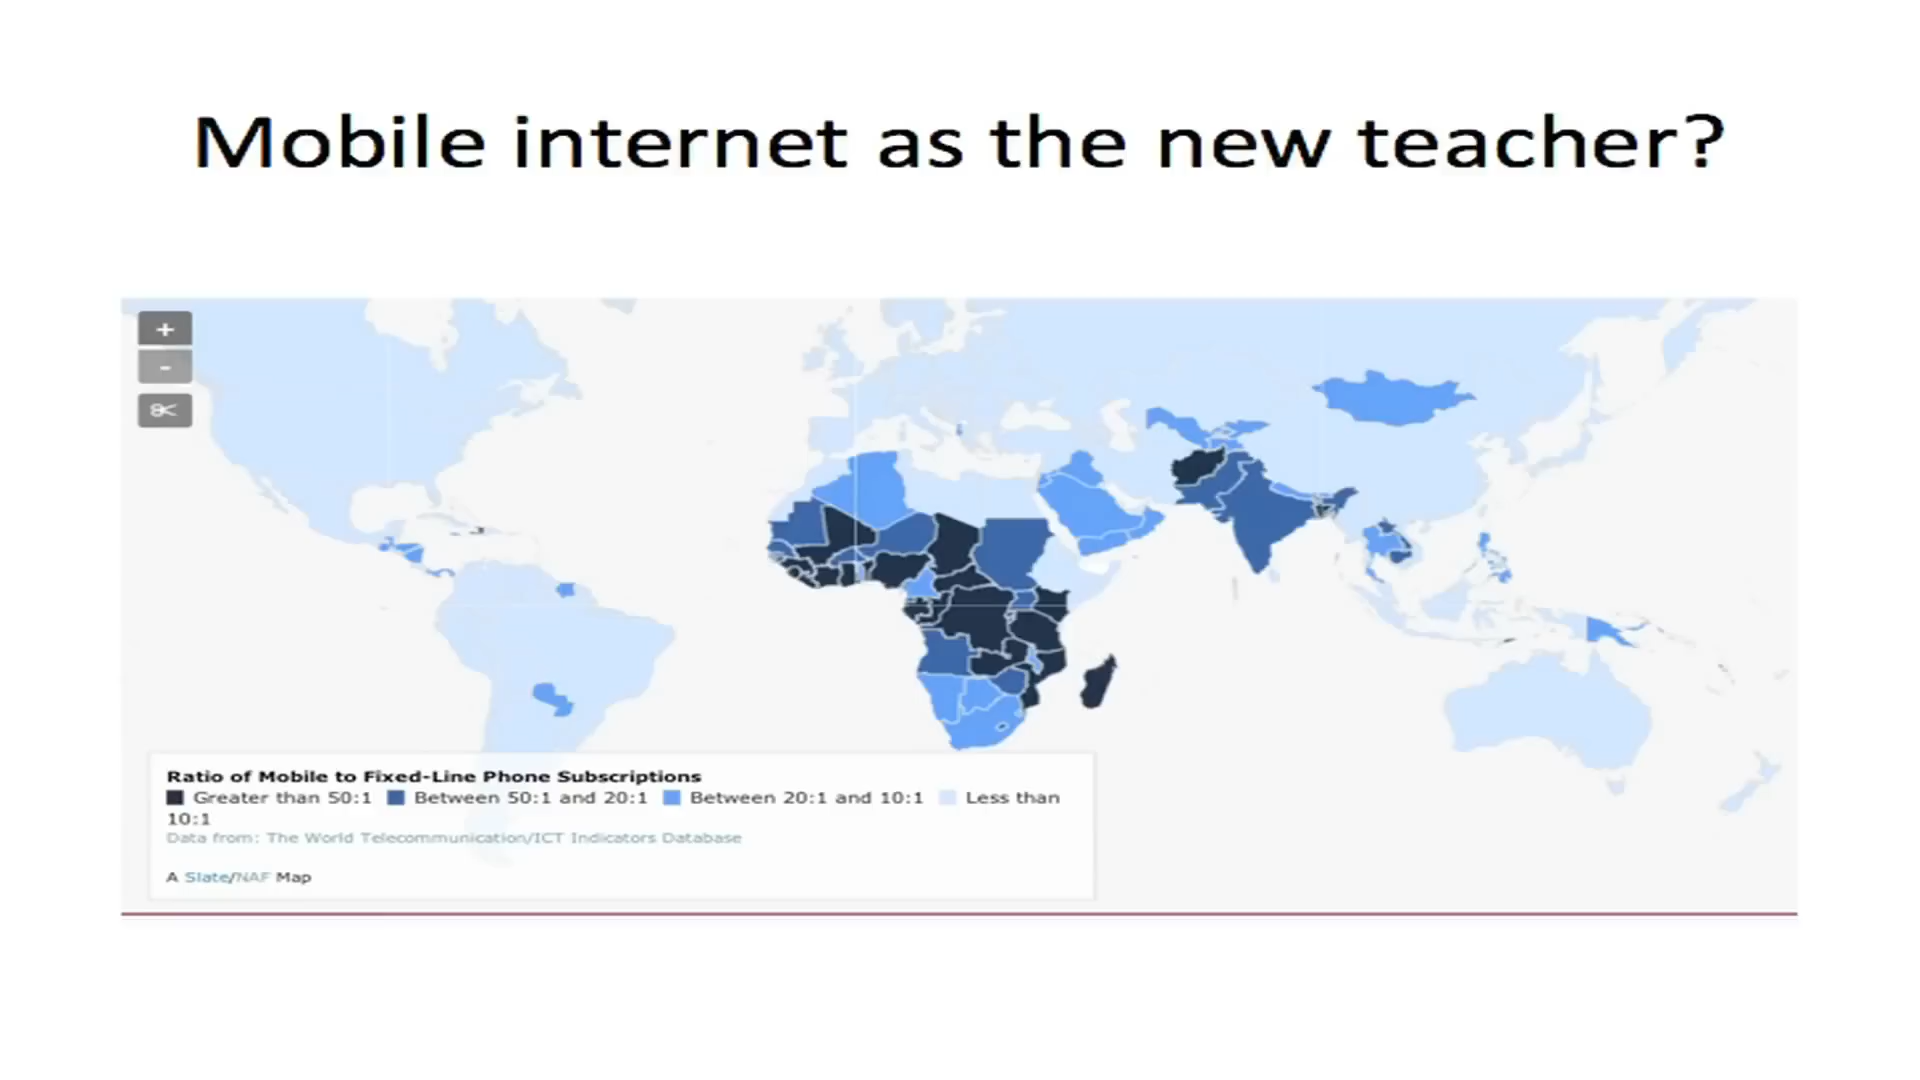 Mobile internet as the new teacher?
+
-
Ratio of Mobile to Fixed-Line Phone Subscriptions
Greater than 50:1 Between 50:1 and 20:1 Between 20:1 and 10:1 Less than
10:1
Data from: The World Telecommunication/ICT Indicators Database
A Slate/NAF Map